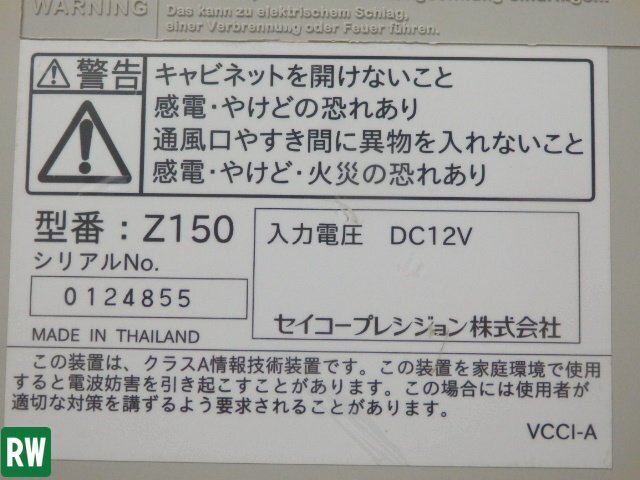 WARNING
Das kann zu elektrischem Schlag,
einer Verbrennung oder Feuer führen.
警告
キャビネットを開けないこと
感電・やけどの恐れあり
通風口やすき間に異物を入れないこと
感電・やけど・火災の恐れあり
型番：Z150
シリアルNo.
0124855
MADE IN THAILAND
入力電圧 DC12V
セイコープレシジョン株式会社
この装置は、クラスA情報技術装置です。この装置を家庭環境で使用
すると電波妨害を引き起こすことがあります。この場合には使用者が
適切な対策を講ずるよう要求されることがあります。
VCCI-A
RW